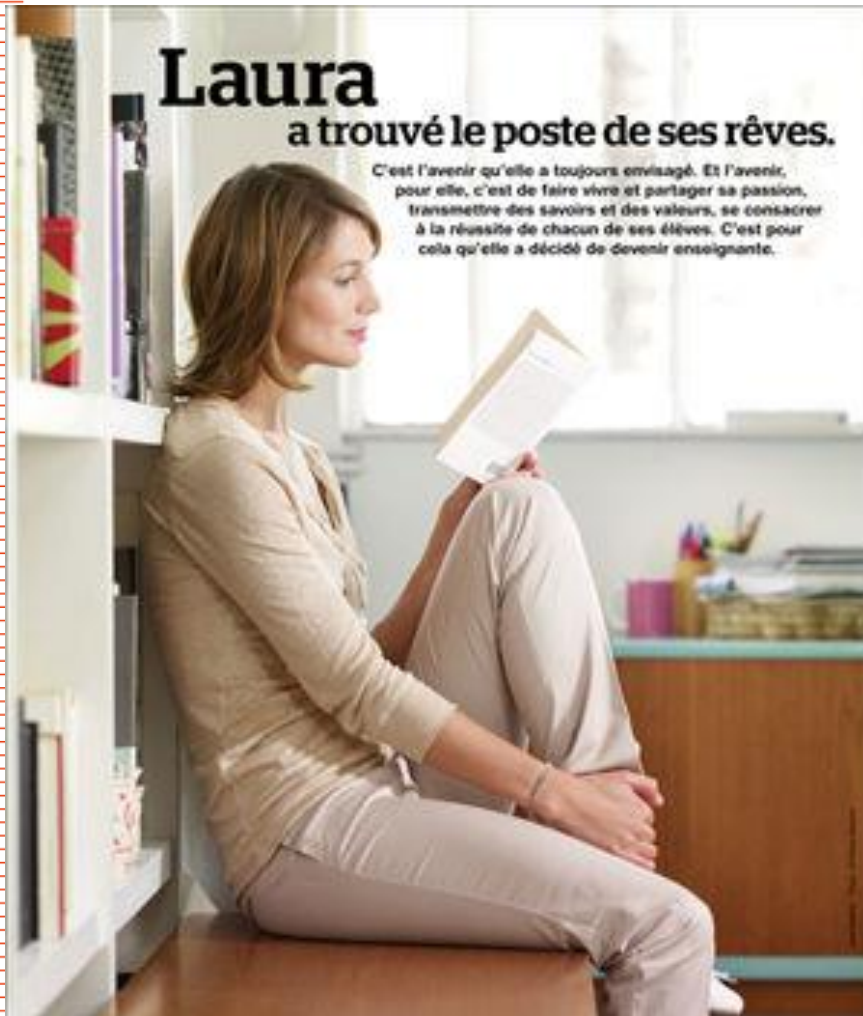 Laura
a trouvé le poste de ses rêves.
C'est l'avenir qu'elle a toujours envisagé. Et l'avenir,
pour elle, c'est de faire vivre et partager sa passion,
transmettre des savoirs et des valeurs, se consacrer
à la réussite de chacun de ses élèves. C'est pour
cela qu'elle a décidé de devenir enseignante.